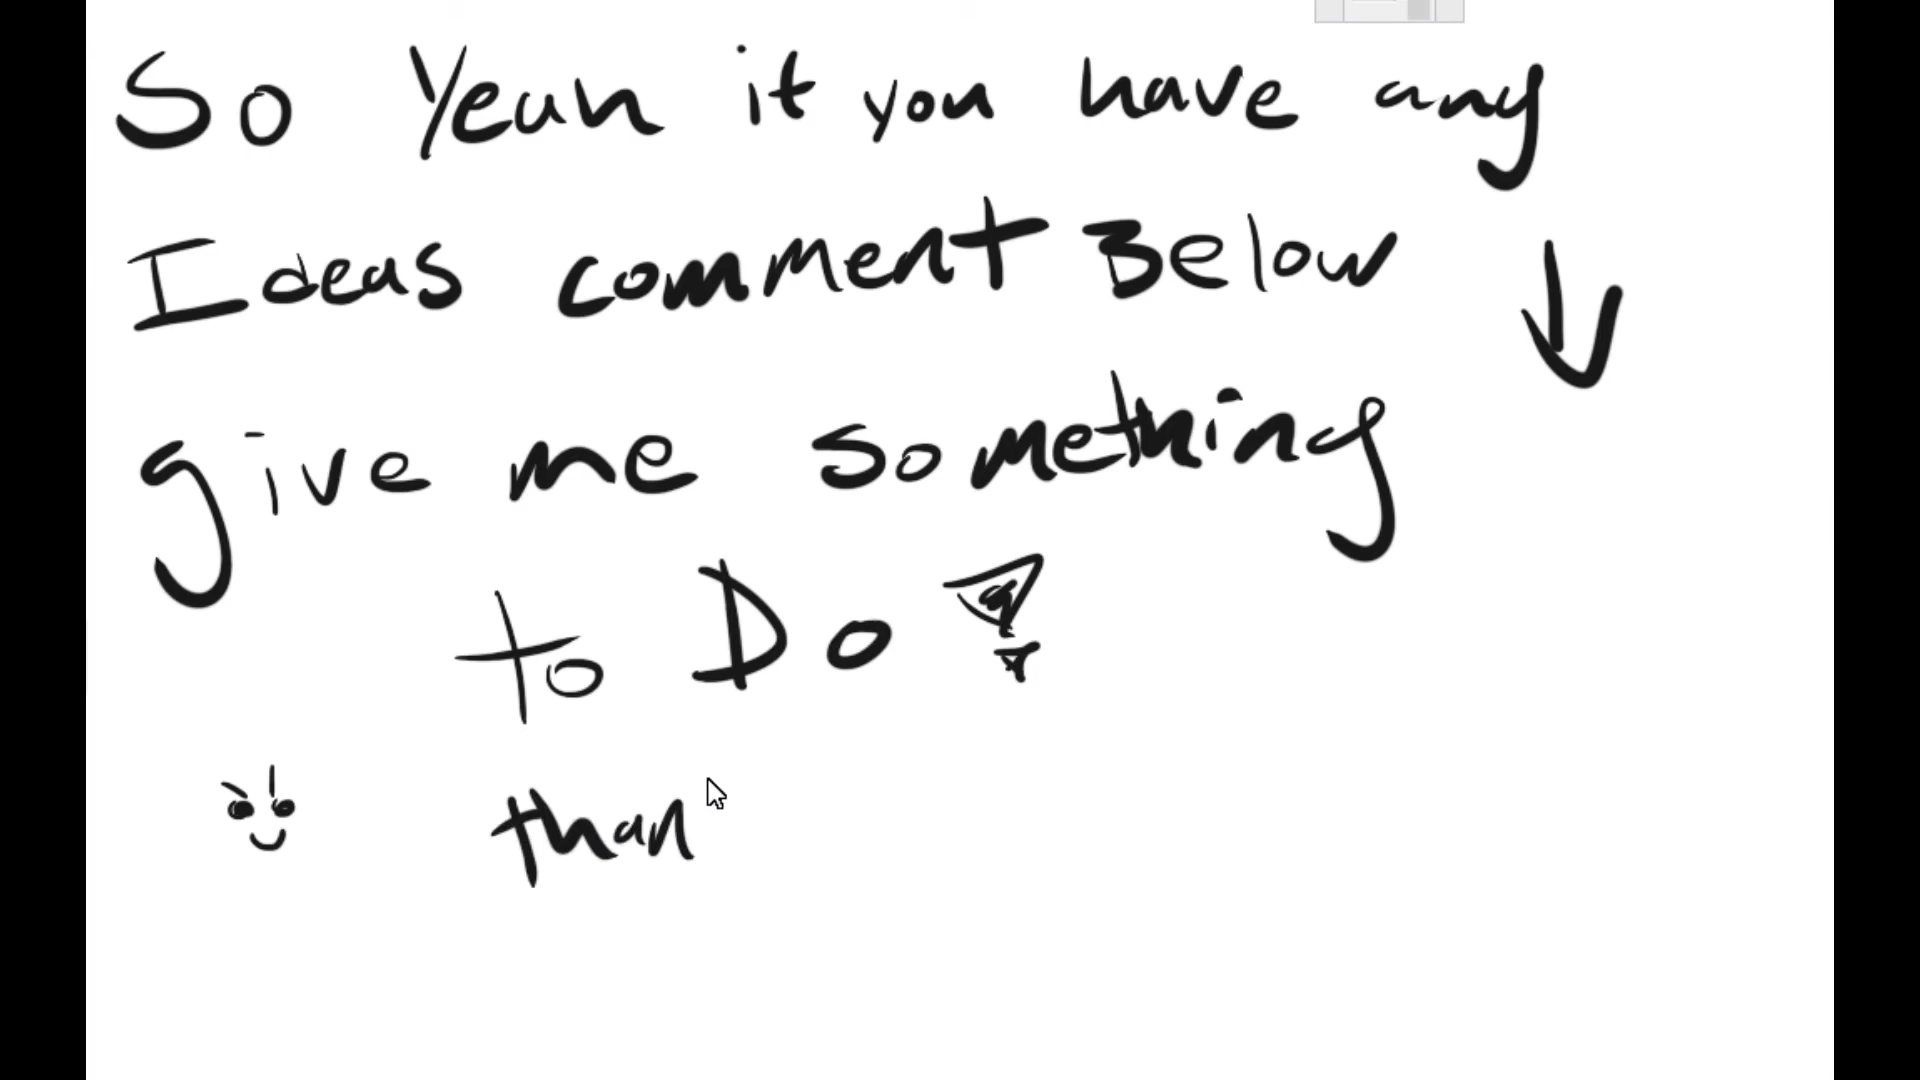 So Yeah if you have any
Ideas comment Below
give me something
to Do ?
than